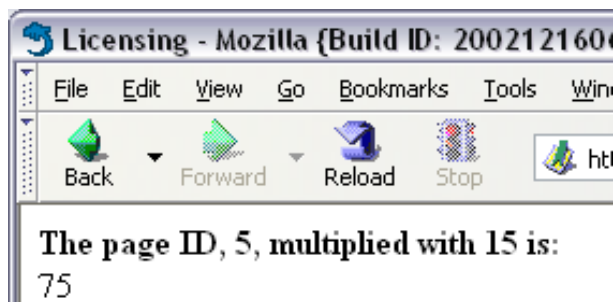 Licensing - Mozilla {Build ID: 200212160
File Edit View Go Bookmarks Tools
Back Forward Reload Stop
The page ID, 5, multiplied with 15 is:
75